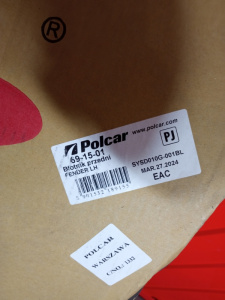 ®
Polcar
www.polcar.com
69-15-01
Błotnik przedni
FENDER LH
PJ
SYSD010G-001BL
MAR.27.2024
EAC
POLCAR
WARSZAWA